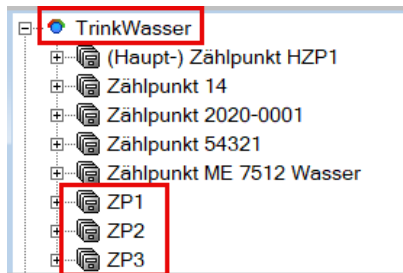 TrinkWasser
(Haupt-) Zählpunkt HZP1
Zählpunkt 14
Zählpunkt 2020-0001
Zählpunkt 54321
Zählpunkt ME 7512 Wasser
ZP1
ZP2
ZP3